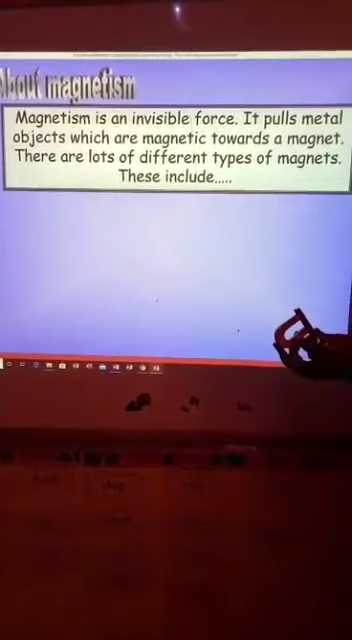 About magnetism
Magnetism is an invisible force. It pulls metal
objects which are magnetic towards a magnet.
There are lots of different types of magnets.
These include.....